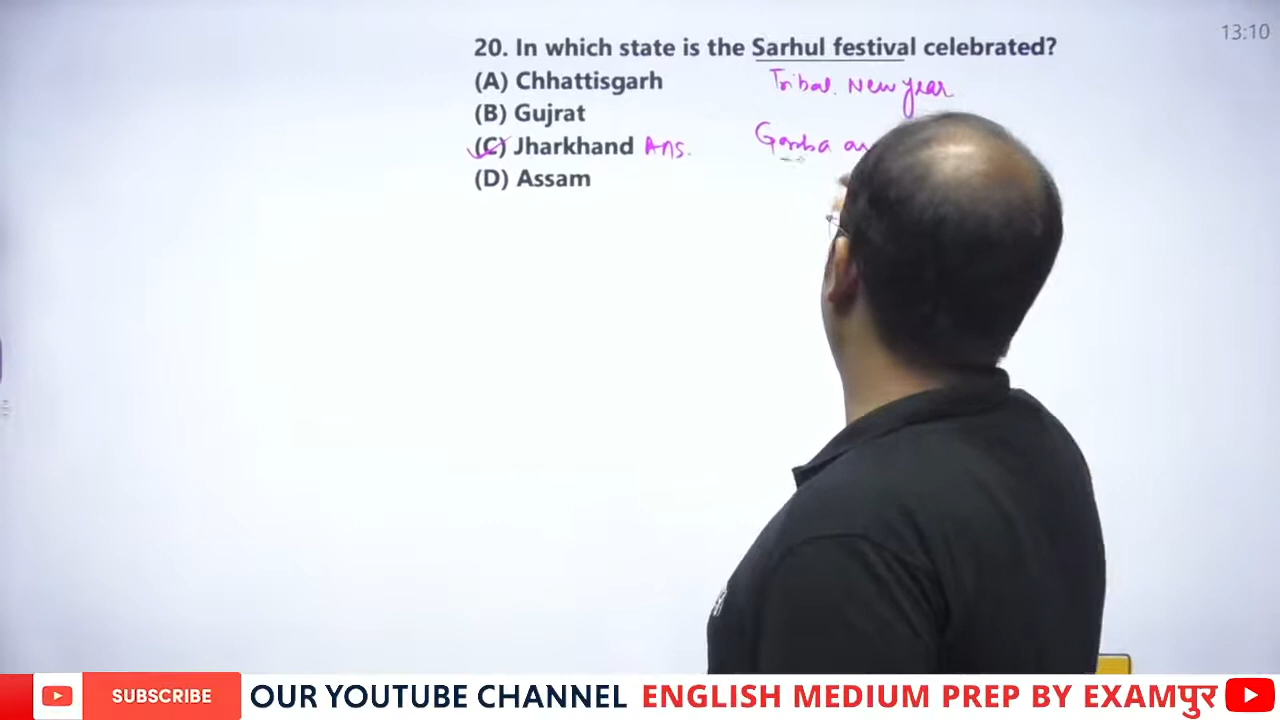 13:10
20. In which state is the Sarhul festival celebrated?
(A) Chhattisgarh
Tribal New year
(B) Gujrat
(C) Jharkhand Ans.
Garba
(D) Assam
SUBSCRIBE
OUR YOUTUBE CHANNEL ENGLISH MEDIUM PREP BY EXAMपुर